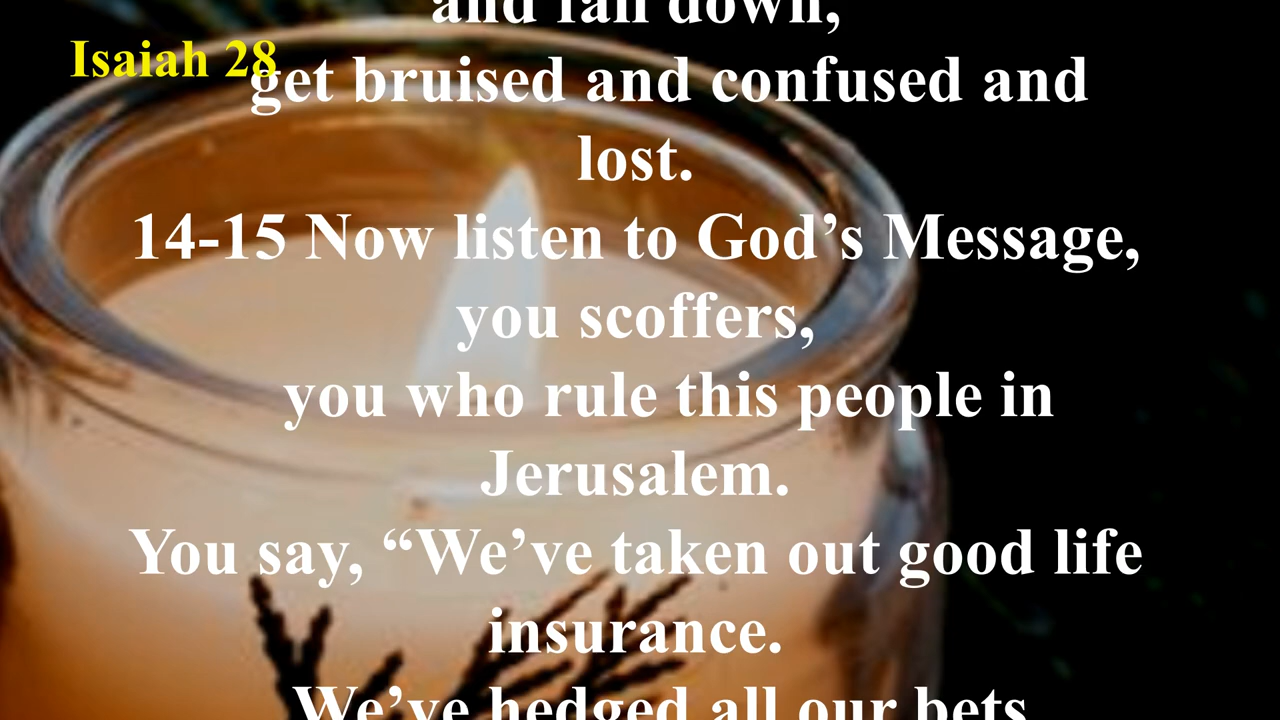 and fall down,
Isaiah 28
get bruised and confused and
lost.
14-15 Now listen to God’s Message,
you scoffers,
you who rule this people in
Jerusalem.
You say, “We’ve taken out good life
insurance.
We’ve hedged all our bets